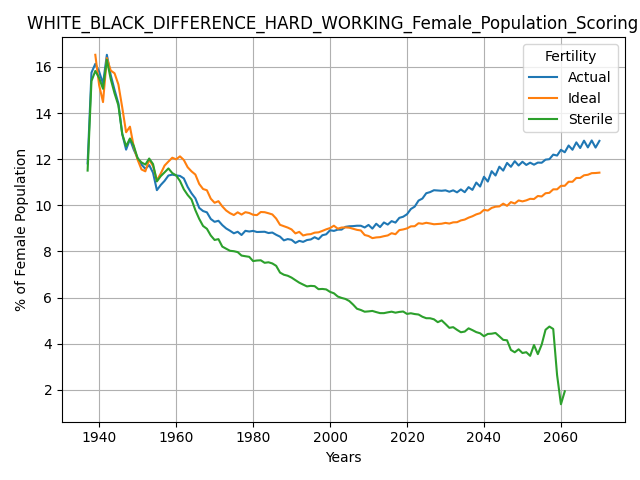 WHITE_BLACK_DIFFERENCE_HARD_WORKING_Female_Population_Scoring
Fertility
Actual
Ideal
Sterile
% of Female Population
16
14
12
10
8
6
4
2
1940 1960 1980 2000 2020 2040 2060
Years